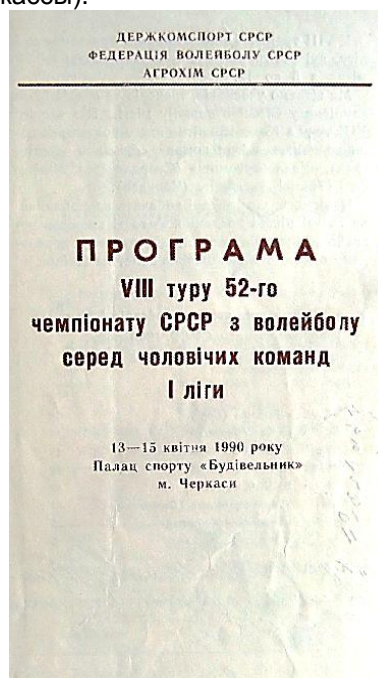 кассы).
ДЕРЖКОМСПОРТ СРСР
ФЕДЕРАЦІЯ ВОЛЕЙБОЛУ СРСР
АГРОХІМ СРСР
ПРОГРАМА
VIII туру 52-го
чемпіонату СРСР з волейболу
серед чоловічих команд
І ліги
13—15 квітня 1990 року
Палац спорту «Будівельник»
м. Черкаси